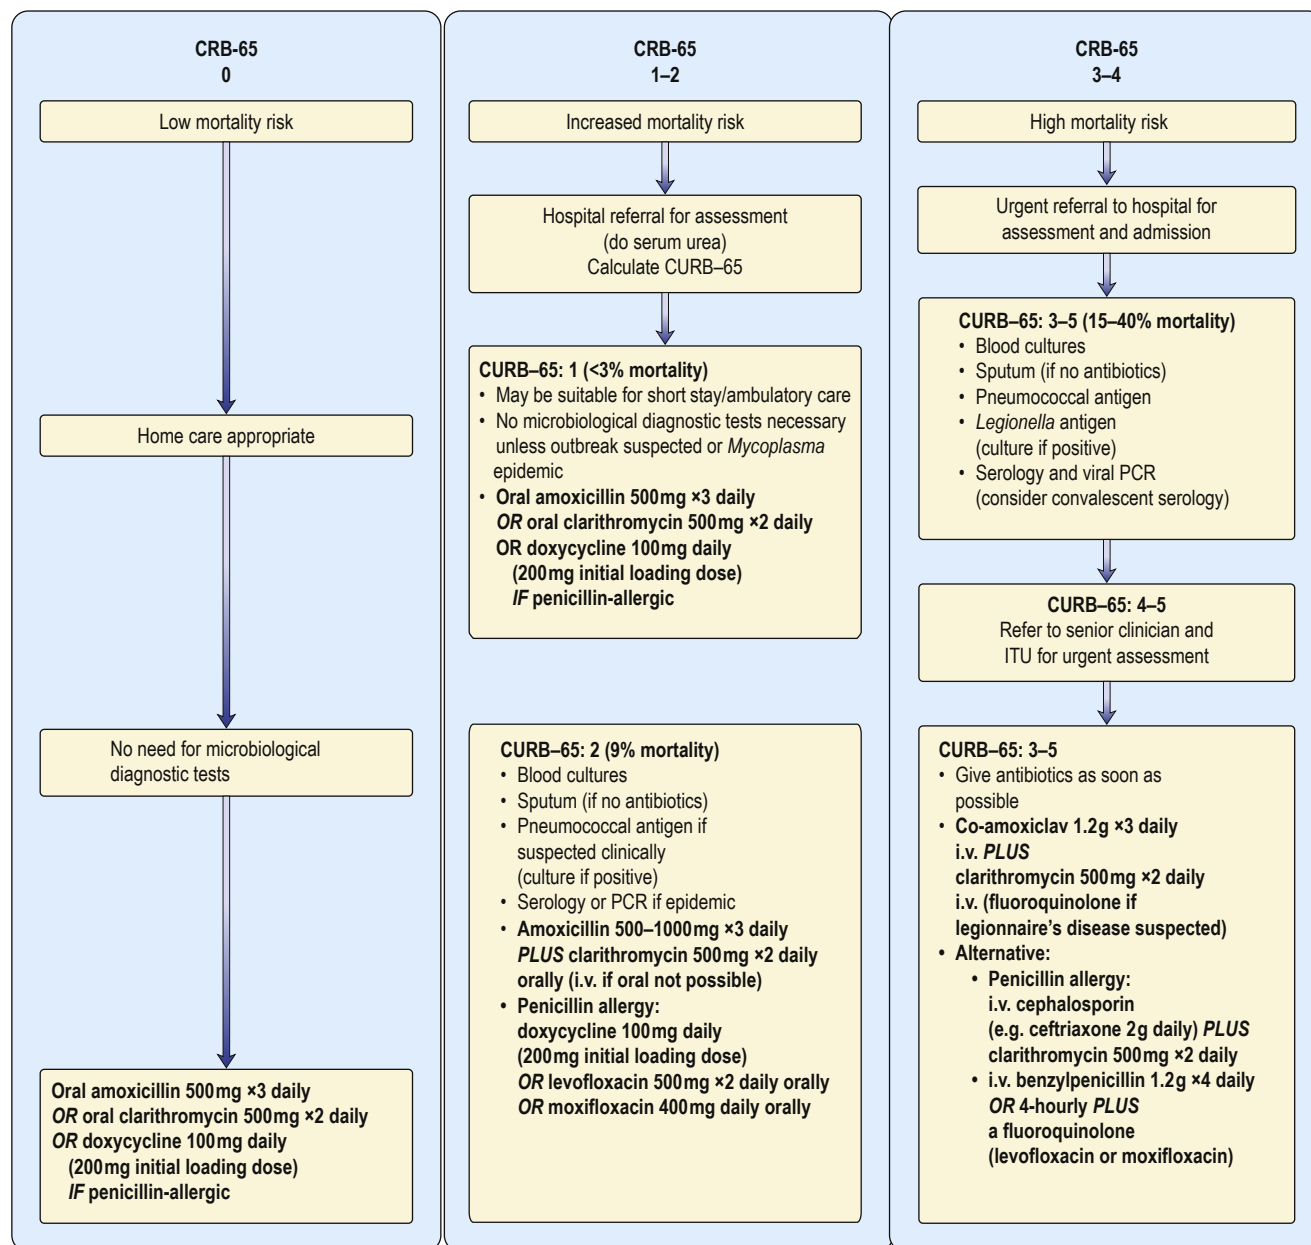 CRB-65
0
Low mortality risk
Home care appropriate
No need for microbiological
diagnostic tests
Oral amoxicillin 500mg ×3 daily
OR oral clarithromycin 500mg ×2 daily
OR doxycycline 100mg daily
(200mg initial loading dose)
IF penicillin-allergic
CRB-65
1–2
Increased mortality risk
Hospital referral for assessment
(do serum urea)
Calculate CURB–65
CURB–65: 1 (<3% mortality)
• May be suitable for short stay/ambulatory care
• No microbiological diagnostic tests necessary
unless outbreak suspected or Mycoplasma
epidemic
• Oral amoxicillin 500mg ×3 daily
OR oral clarithromycin 500mg ×2 daily
OR doxycycline 100mg daily
(200mg initial loading dose)
IF penicillin-allergic
CURB–65: 2 (9% mortality)
• Blood cultures
• Sputum (if no antibiotics)
• Pneumococcal antigen if
suspected clinically
(culture if positive)
• Serology or PCR if epidemic
• Amoxicillin 500–1000mg ×3 daily
PLUS clarithromycin 500mg ×2 daily
orally (i.v. if oral not possible)
• Penicillin allergy:
doxycycline 100mg daily
(200mg initial loading dose)
OR levofloxacin 500mg ×2 daily orally
OR moxifloxacin 400mg daily orally
CRB-65
3–4
High mortality risk
Urgent referral to hospital for
assessment and admission
CURB–65: 3–5 (15–40% mortality)
• Blood cultures
• Sputum (if no antibiotics)
• Pneumococcal antigen
• Legionella antigen
(culture if positive)
• Serology and viral PCR
(consider convalescent serology)
CURB–65: 4–5
Refer to senior clinician and
ITU for urgent assessment
CURB–65: 3–5
• Give antibiotics as soon as
possible
• Co-amoxiclav 1.2g ×3 daily
i.v. PLUS
clarithromycin 500mg ×2 daily
i.v. (fluoroquinolone if
legionnaire's disease suspected)
• Alternative:
• Penicillin allergy:
i.v. cephalosporin
(e.g. ceftriaxone 2g daily) PLUS
clarithromycin 500mg ×2 daily
• i.v. benzylpenicillin 1.2g ×4 daily
OR 4-hourly PLUS
a fluoroquinolone
(levofloxacin or moxifloxacin)